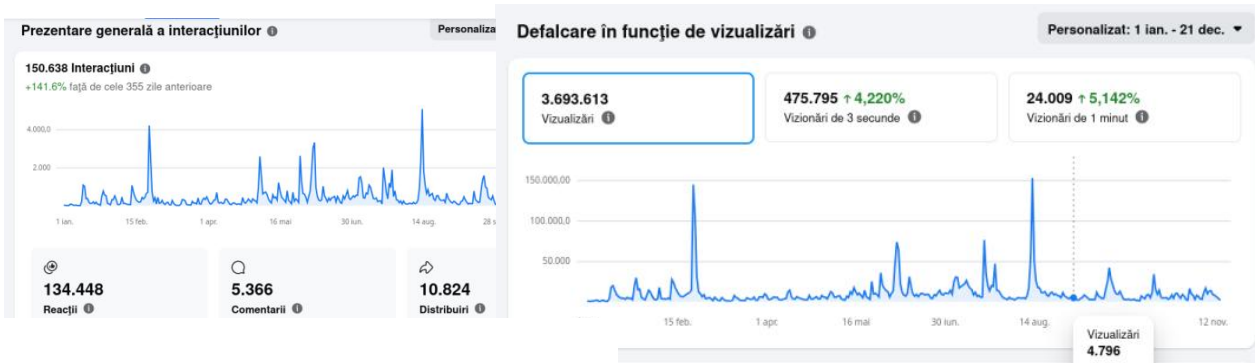 Prezentare generală a interacțiunilor
Personaliza
150.638 Interacțiuni
+141.6% față de cele 355 zile anterioare
4.000,0
2.000
1 ian. 15 feb. 1 apr. 16 mai 30 iun. 14 aug. 28 s
134.448
Reacții
5.366
Comentarii
10.824
Distribuiri
Defalcare în funcție de vizualizări
Personalizat: 1 ian. - 21 dec.
3.693.613
Vizualizări
475.795 ↑ 4,220%
Vizionări de 3 secunde
24.009 ↑ 5,142%
Vizionări de 1 minut
150.000,00
100.000,0
50.000
15 feb. 1 apr. 16 mai 30 iun. 14 aug. 12 nov.
Vizualizări
4.796